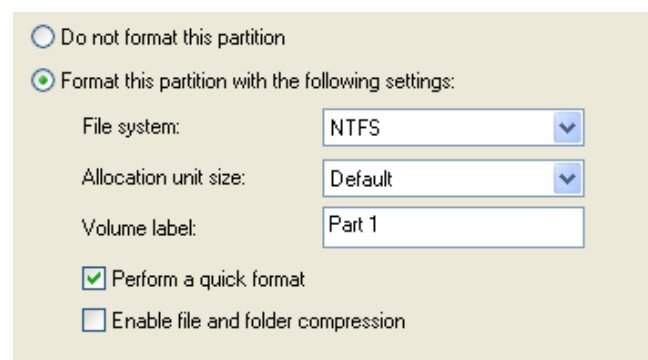 Do not format this partition
Format this partition with the following settings:
File system: NTFS
Allocation unit size: Default
Volume label: Part 1
Perform a quick format
Enable file and folder compression